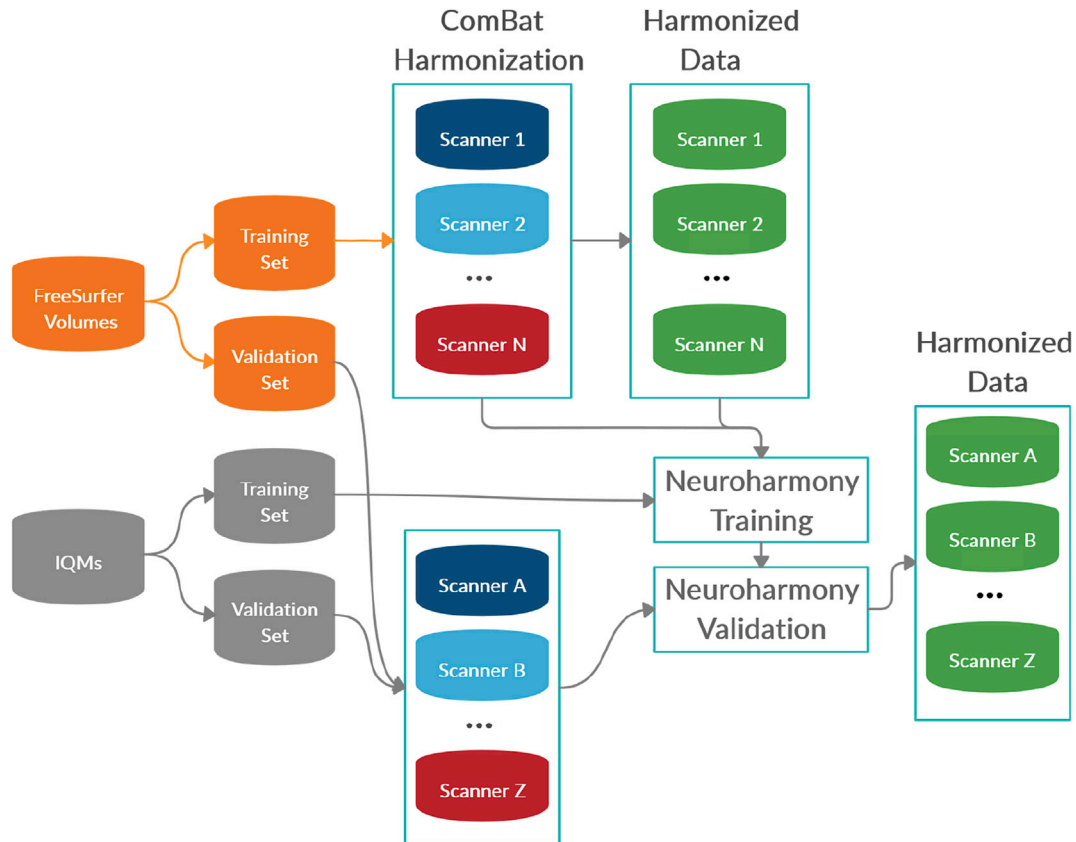 ComBat
Harmonization
Harmonized
Data
Scanner 1
Scanner 2
...
Scanner N
Scanner 1
Scanner 2
...
Scanner N
FreeSurfer
Volumes
Training
Set
Validation
Set
IQMs
Training
Set
Validation
Set
Scanner A
Scanner B
...
Scanner Z
Neuroharmony
Training
Neuroharmony
Validation
Harmonized
Data
Scanner A
Scanner B
...
Scanner Z